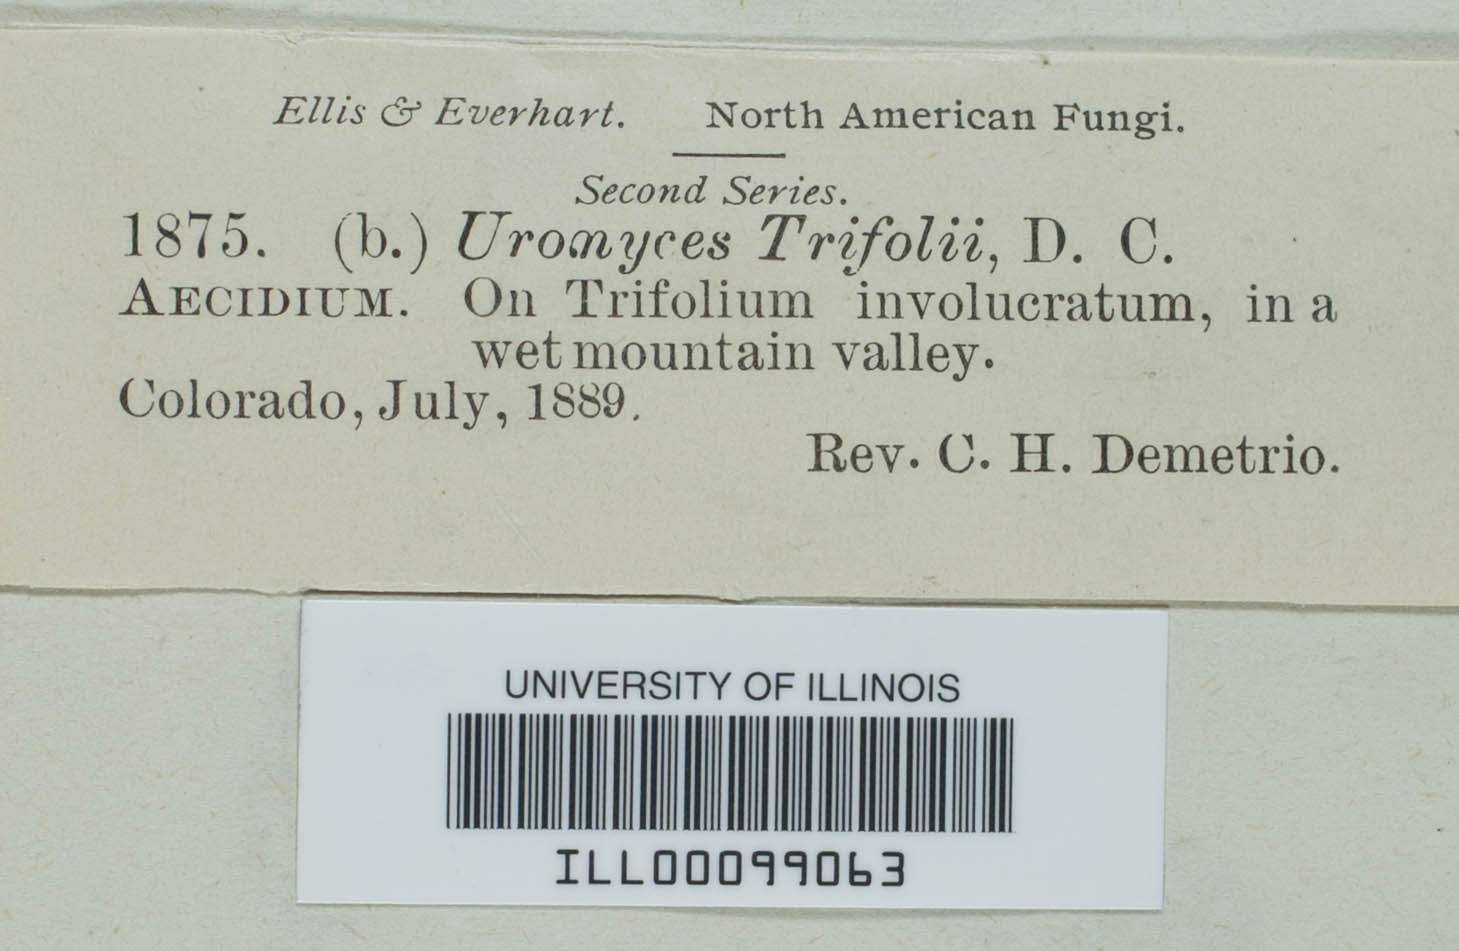 Ellis & Everhart. North American Fungi.
Second Series.
1875. (b.) Uromyces Trifolii, D. C.
AECIDIUM. On Trifolium involucratum, in a
wet mountain valley.
Colorado, July, 1889.
Rev. C. H. Demetrio.
UNIVERSITY OF ILLINOIS
ILL00099063